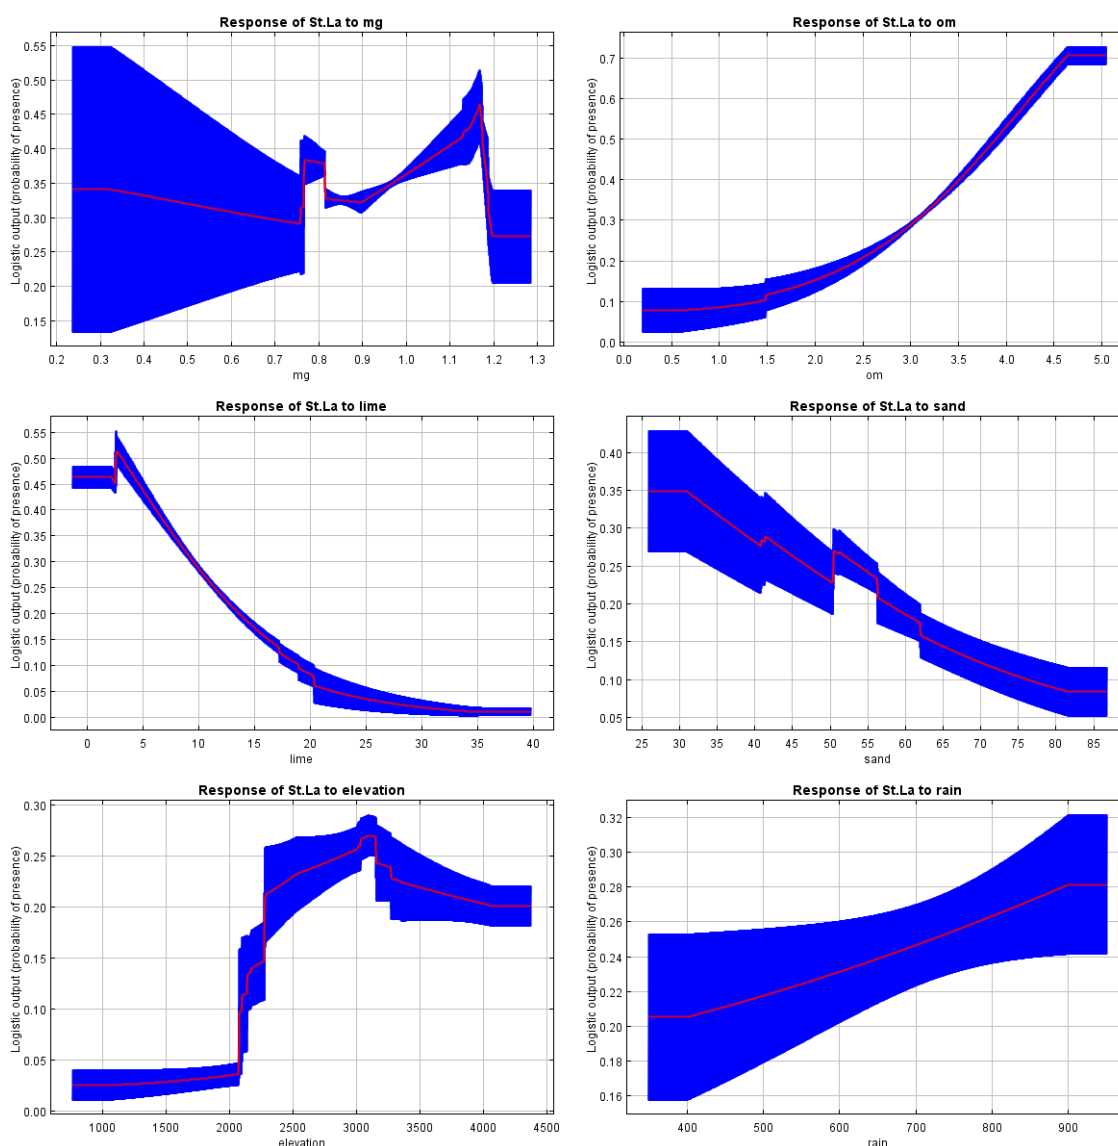 Response of St.La to mg
Logistic output (probability of presence)
0.55
0.50
0.45
0.40
0.35
0.30
0.25
0.20
0.15
0.2 0.3 0.4 0.5 0.6 0.7 0.8 0.9 1.0 1.1 1.2 1.3
mg
Response of St.La to om
Logistic output (probability of presence)
0.7
0.6
0.5
0.4
0.3
0.2
0.1
0.0
0.0 0.5 1.0 1.5 2.0 2.5 3.0 3.5 4.0 4.5 5.0
om
Response of St.La to lime
Logistic output (probability of presence)
0.55
0.50
0.45
0.40
0.35
0.30
0.25
0.20
0.15
0.10
0.05
0.00
0 5 10 15 20 25 30 35 40
lime
Response of St.La to sand
Logistic output (probability of presence)
0.40
0.35
0.30
0.25
0.20
0.15
0.10
0.05
25 30 35 40 45 50 55 60 65 70 75 80 85
sand
Response of St.La to elevation
Logistic output (probability of presence)
0.30
0.25
0.20
0.15
0.10
0.05
0.00
1000 1500 2000 2500 3000 3500 4000 4500
elevation
Response of St.La to rain
Logistic output (probability of presence)
0.32
0.30
0.28
0.26
0.24
0.22
0.20
0.18
0.16
400 500 600 700 800 900
rain